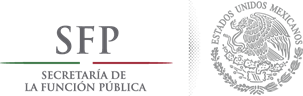 SFP
SECRETARÍA DE
LA FUNCIÓN PÚBLICA
ESTADOS UNIDOS MEXICANOS